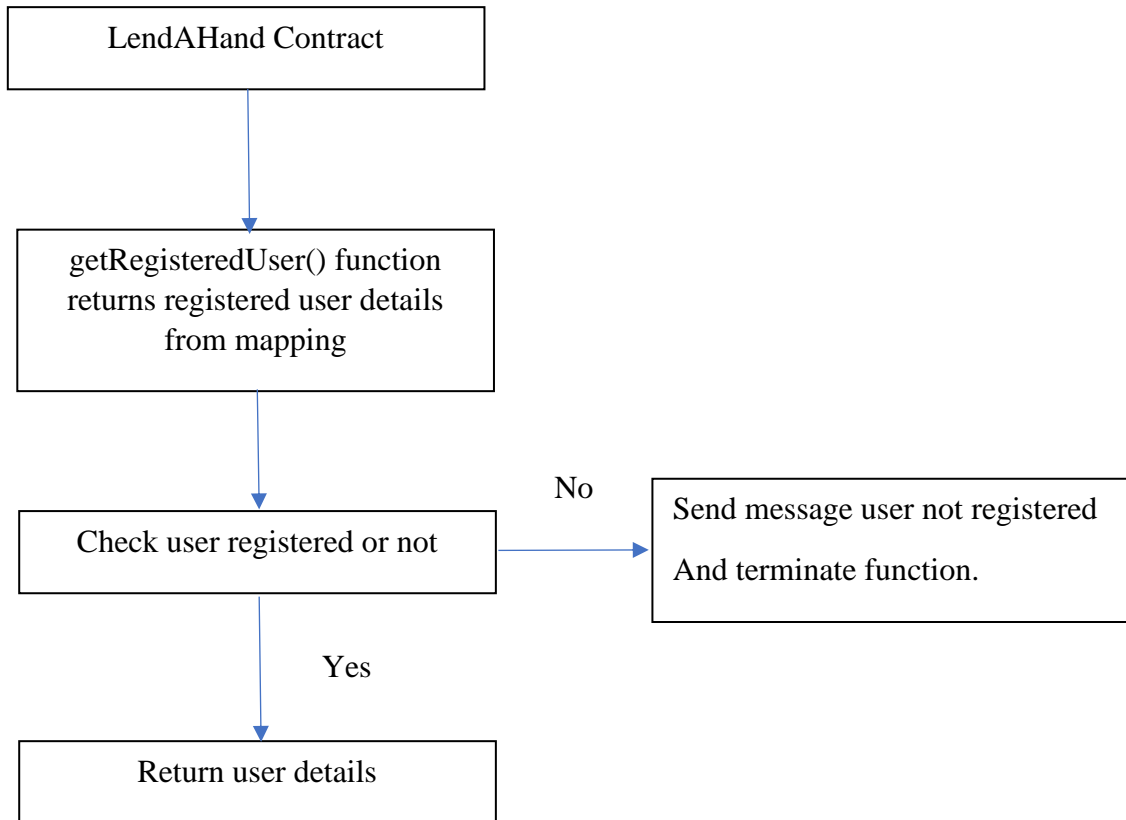 LendAHand Contract
getRegisteredUser() function
returns registered user details
from mapping
No
Check user registered or not
Send message user not registered
And terminate function.
Yes
Return user details